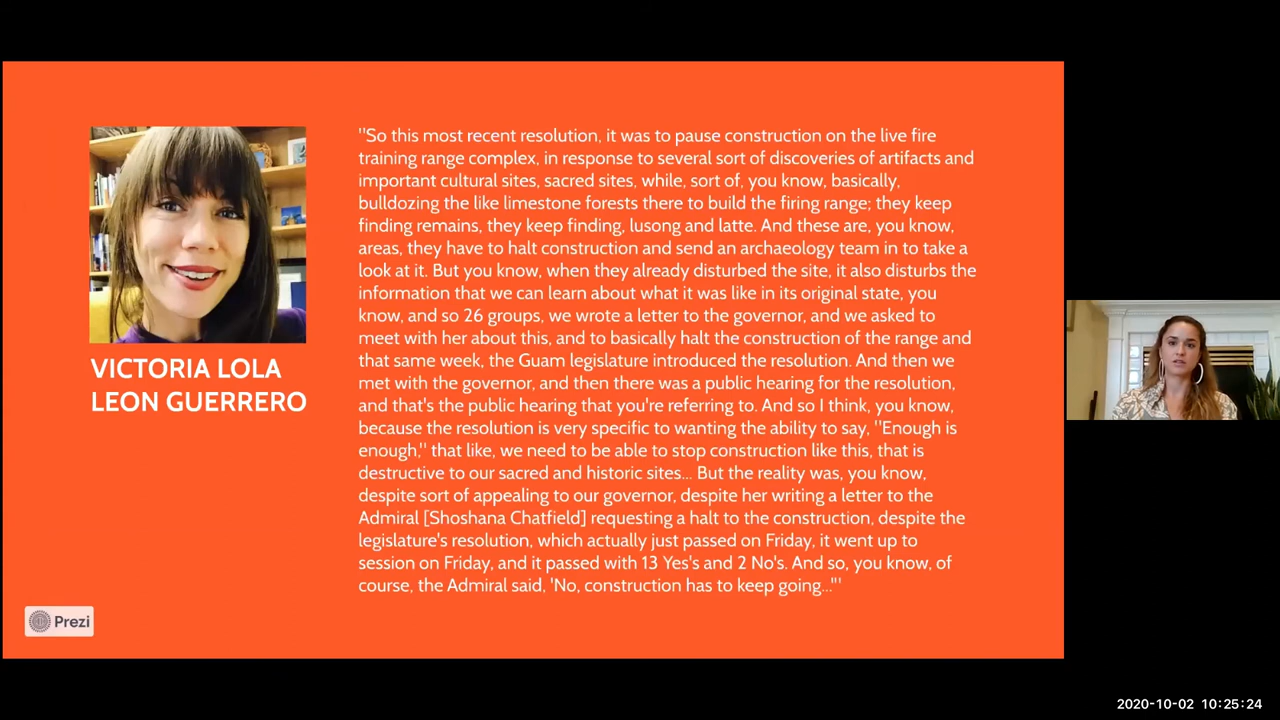 "So this most recent resolution, it was to pause construction on the live fire
training range complex, in response to several sort of discoveries of artifacts and
important cultural sites, sacred sites, while, sort of, you know, basically,
bulldozing the like limestone forests there to build the firing range; they keep
finding remains, they keep finding, lusong and latte. And these are, you know,
areas, they have to halt construction and send an archaeology team in to take a
look at it. But you know, when they already disturbed the site, it also disturbs the
information that we can learn about what it was like in its original state, you
know, and so 26 groups, we wrote a letter to the governor, and we asked to
meet with her about this, and to basically halt the construction of the range and
that same week, the Guam legislature introduced the resolution. And then we
met with the governor, and then there was a public hearing for the resolution,
and that's the public hearing that you're referring to. And so I think, you know,
because the resolution is very specific to wanting the ability to say, "Enough is
enough," that like, we need to be able to stop construction like this, that is
destructive to our sacred and historic sites... But the reality was, you know,
despite sort of appealing to our governor, despite her writing a letter to the
Admiral [Shoshana Chatfield] requesting a halt to the construction, despite the
legislature's resolution, which actually just passed on Friday, it went up to
session on Friday, and it passed with 13 Yes's and 2 No's. And so, you know, of
course, the Admiral said, 'No, construction has to keep going..."'
VICTORIA LOLA
LEON GUERRERO
Prezi
2020-10-02 10:25:24